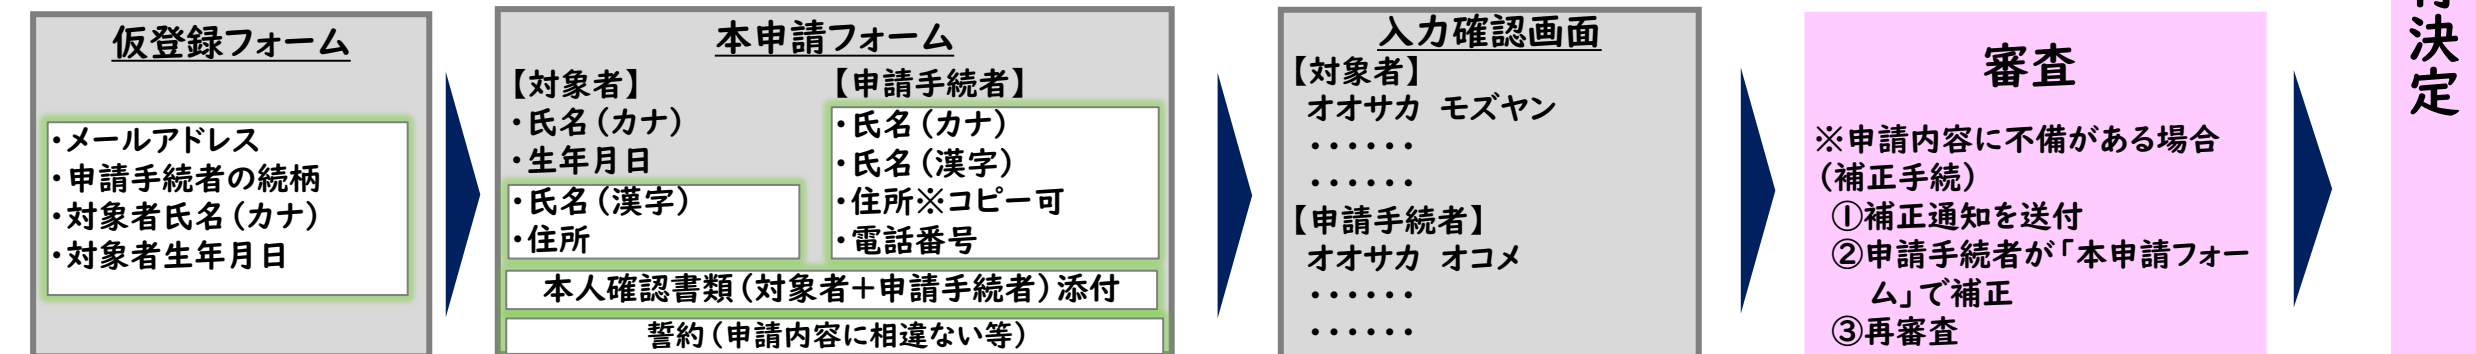 仮登録フォーム
・メールアドレス
・申請手続者の続柄
・対象者氏名(カナ)
・対象者生年月日
本申請フォーム
【対象者】
・氏名(カナ)
・生年月日
・氏名(漢字)
・住所
【申請手続者】
・氏名(カナ)
・氏名(漢字)
・住所※コピー可
・電話番号
本人確認書類(対象者+申請手続者)添付
誓約(申請内容に相違ない等)
入力確認画面
【対象者】
オオサカ モズヤン
・・・・・・
・・・・・・
【申請手続者】
オオサカ オコメ
・・・・・・
・・・・・・
審査
※申請内容に不備がある場合
(補正手続)
①補正通知を送付
②申請手続者が「本申請フォー
ム」で補正
③再審査
決定